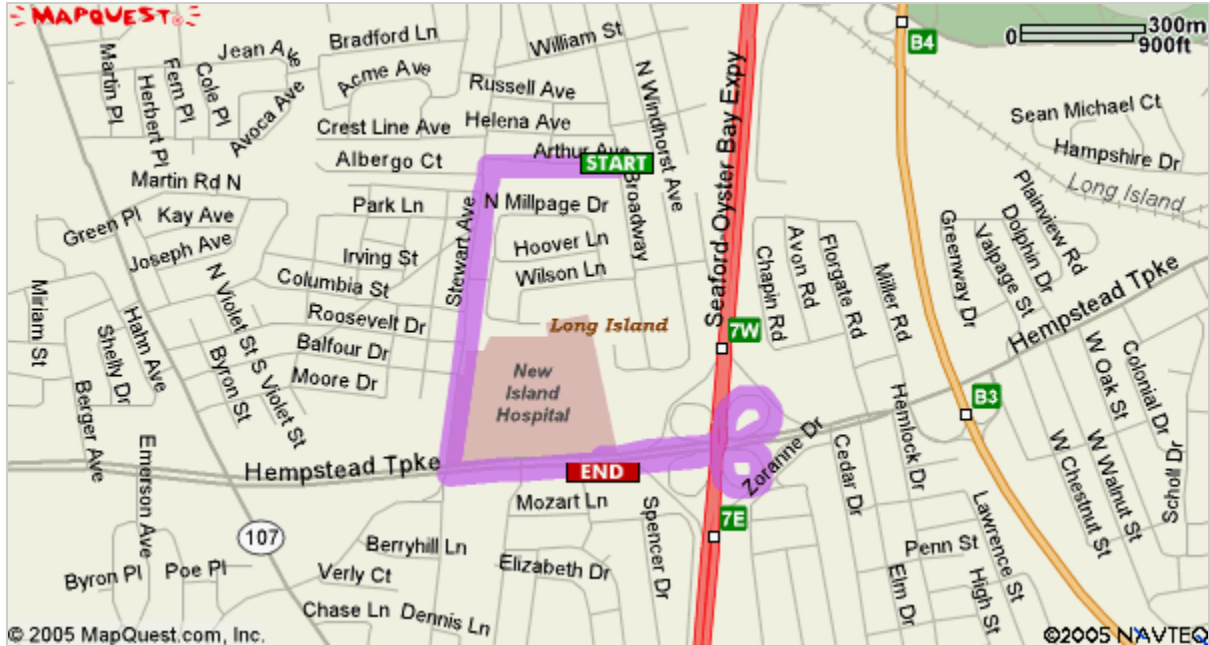 MAPQUEST®
Jean Ave
Bradford Ln
William St
B4
0 300m
900ft
Martin Pl
Herbert Pl
Fern Pl
Cole Pl
Avoca Ave
Acme Ave
Russell Ave
N Windhorst Ave
Seaford-Oyster Bay Expy
Sean Michael Ct
Crest Line Ave
Helena Ave
Hampshire Dr
Albergo Ct
Arthur Ave
START
Long Island
Martin Rd N
Park Ln
Stewart Ave
N Millpage Dr
Broadway
Green Pl
Kay Ave
Joseph Ave
Irving St
Hoover Ln
Wilson Ln
Chapin Rd
Avon Rd
Florgate Rd
Miller Rd
Greenway Dr
Valpage St
Dolphin Dr
Plainview Rd
Hempstead Tpke
Miriam St
Shelly Dr
Hahn Ave
N Violet St
S Violet St
Columbia St
Roosevelt Dr
Long Island
7W
Byron St
Balfour Dr
Moore Dr
New
Island
Hospital
Berger Ave
Emerson Ave
Hempstead Tpke
END
Zoranne Dr
Cedar Dr
Hemlock Dr
B3
W Oak St
Colonial Dr
W Walnut St
W Chestnut St
Scholl Dr
107
Mozart Ln
Spencer Dr
7E
Lawrence St
Berryhill Ln
Elizabeth Dr
Penn St
Byron Pl
Poe Pl
Verly Ct
Elm Dr
High St
Chase Ln
Dennis Ln
© 2005 MapQuest.com, Inc.
©2005 NAVTEQ